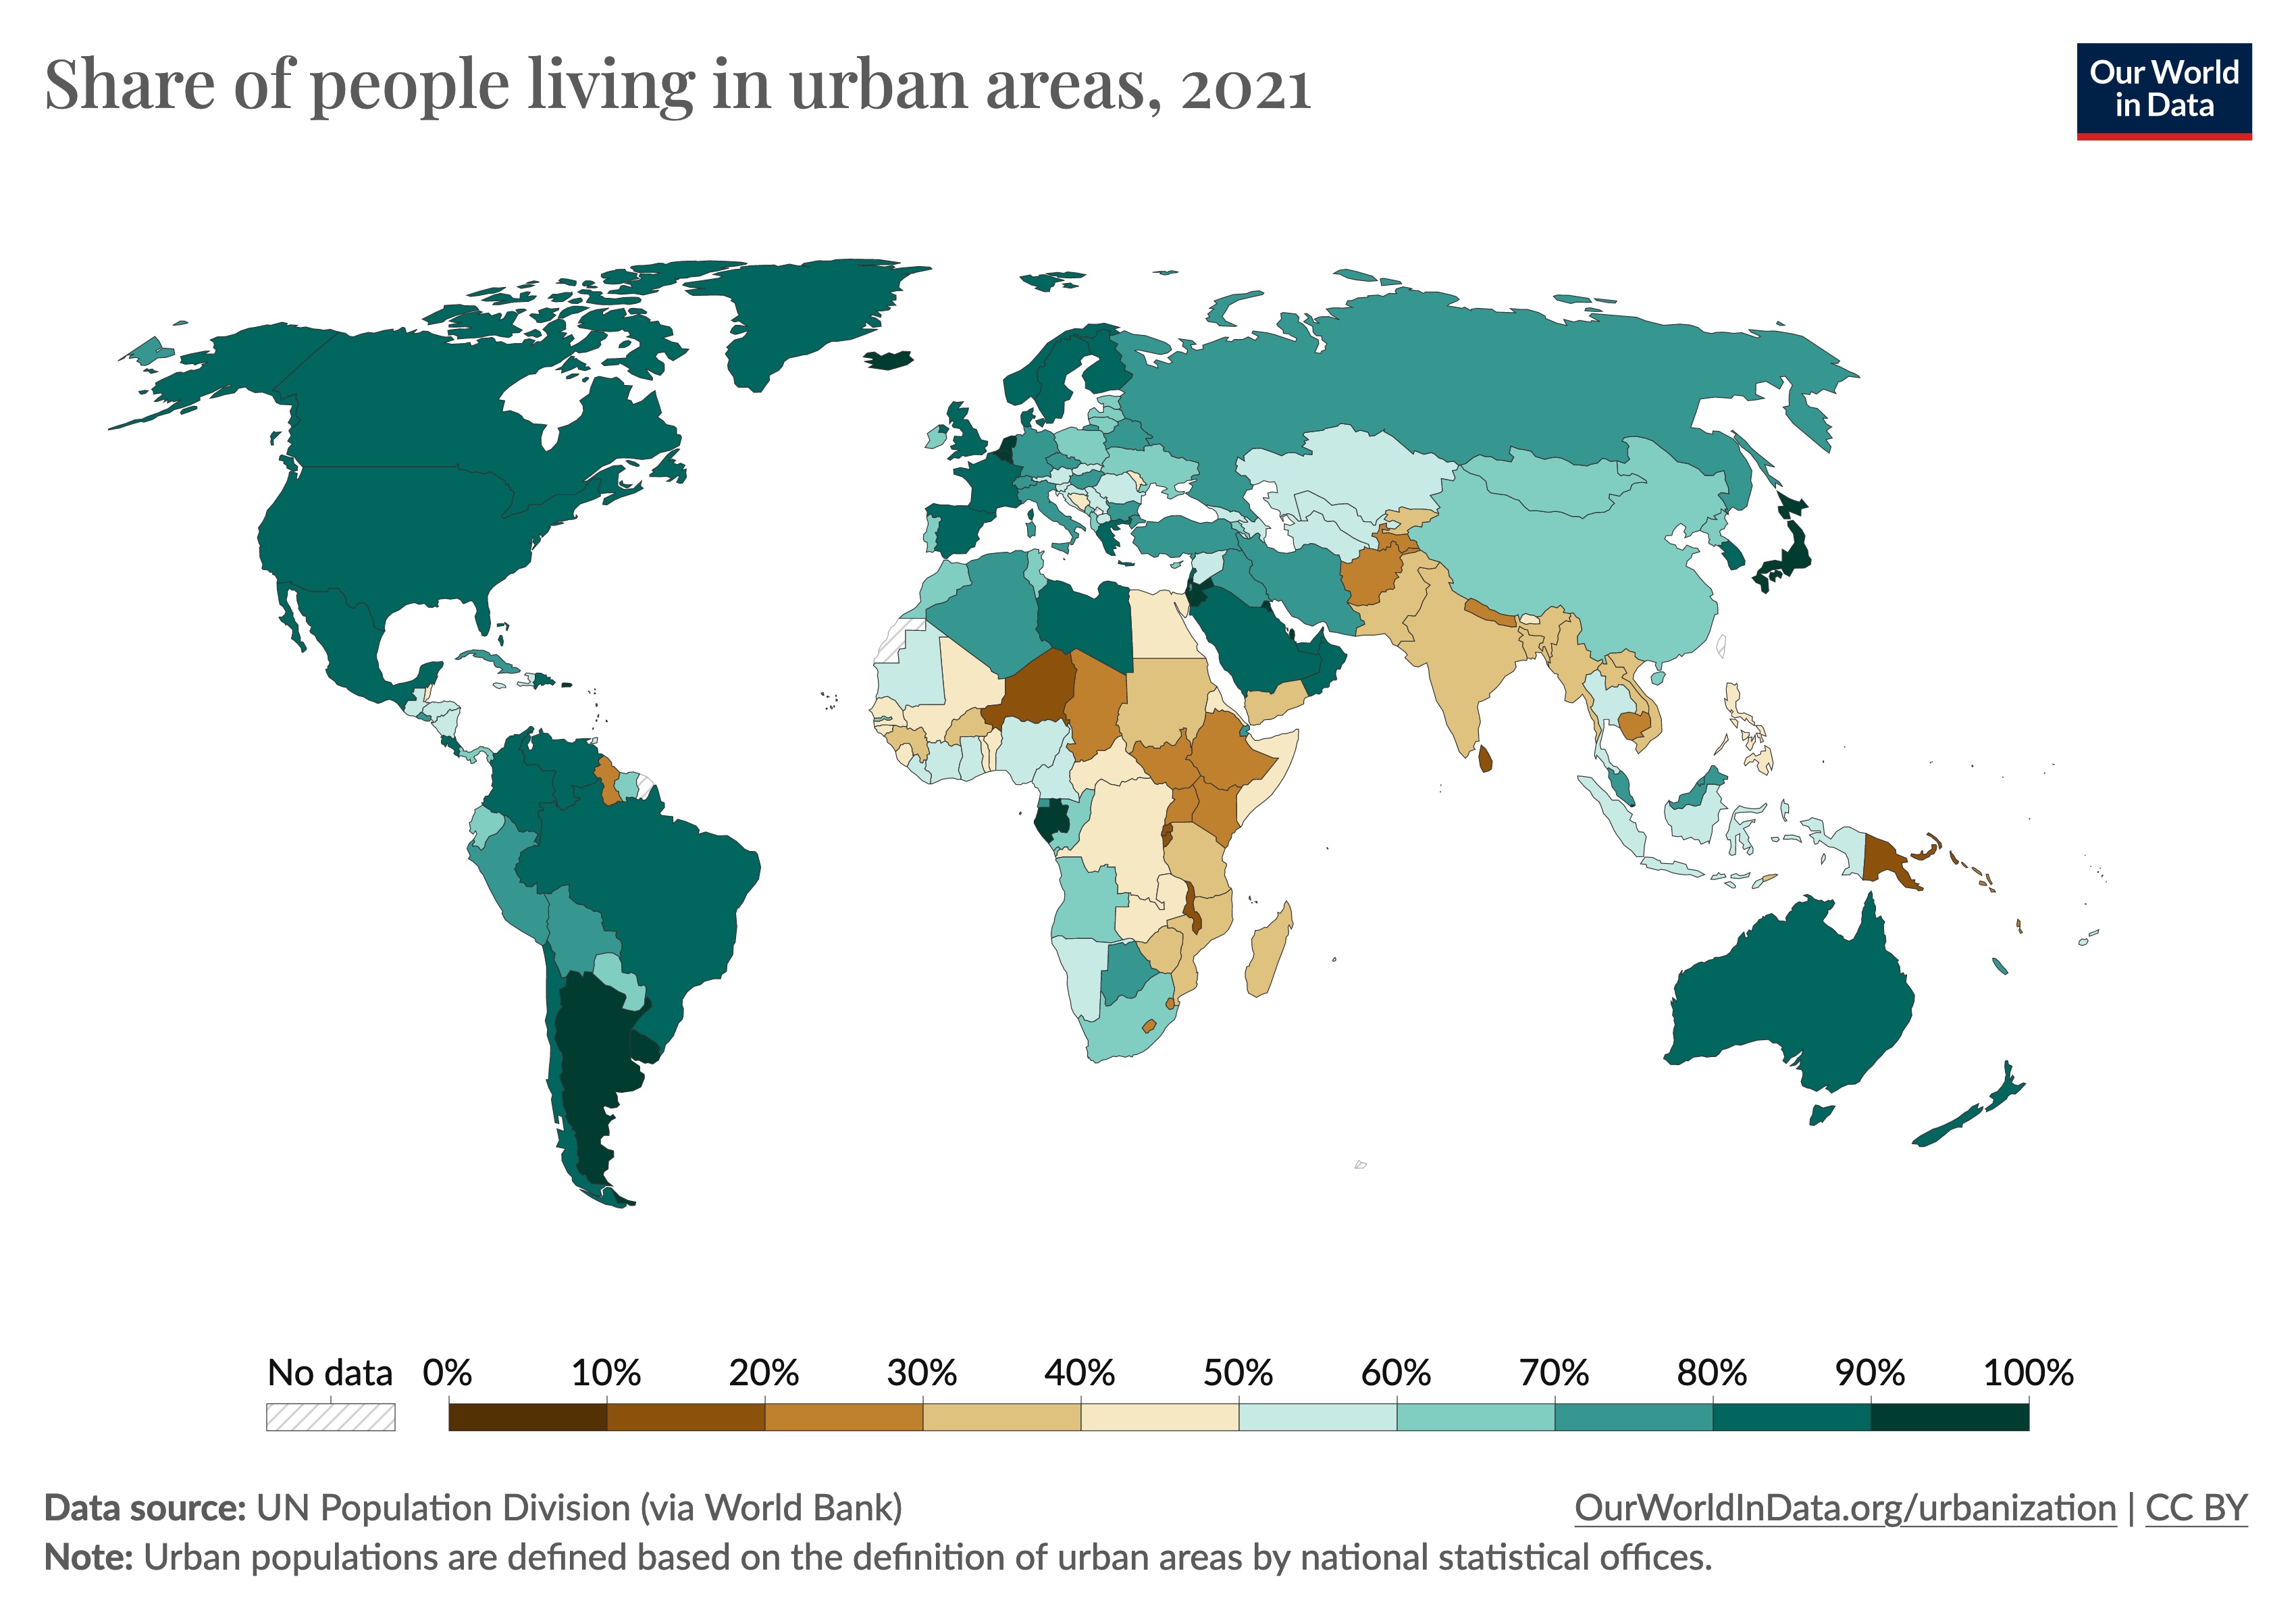 Share of people living in urban areas, 2021
Our World
in Data
No data
0%
10%
20%
30%
40%
50%
60%
70%
80%
90%
100%
Data source: UN Population Division (via World Bank)
OurWorldInData.org/urbanization | CC BY
Note: Urban populations are defined based on the definition of urban areas by national statistical offices.